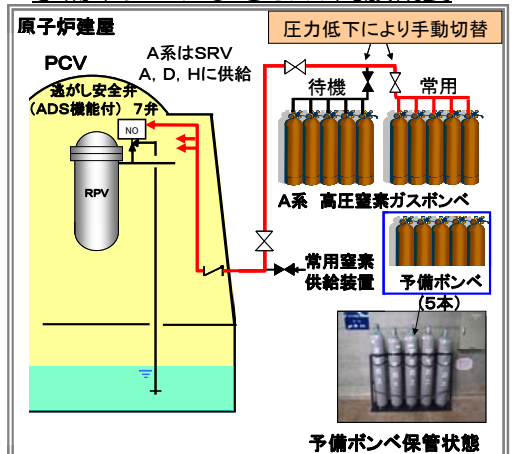 原子炉建屋
圧力低下により手動切替
A系はSRV
A, D, Hに供給
PCV
逃がし安全弁
(ADS機能付) 7弁
NO
RPV
待機
常用
A系 高圧窒素ガスボンベ
常用窒素
供給装置
予備ボンベ
(5本)
予備ボンベ保管状態